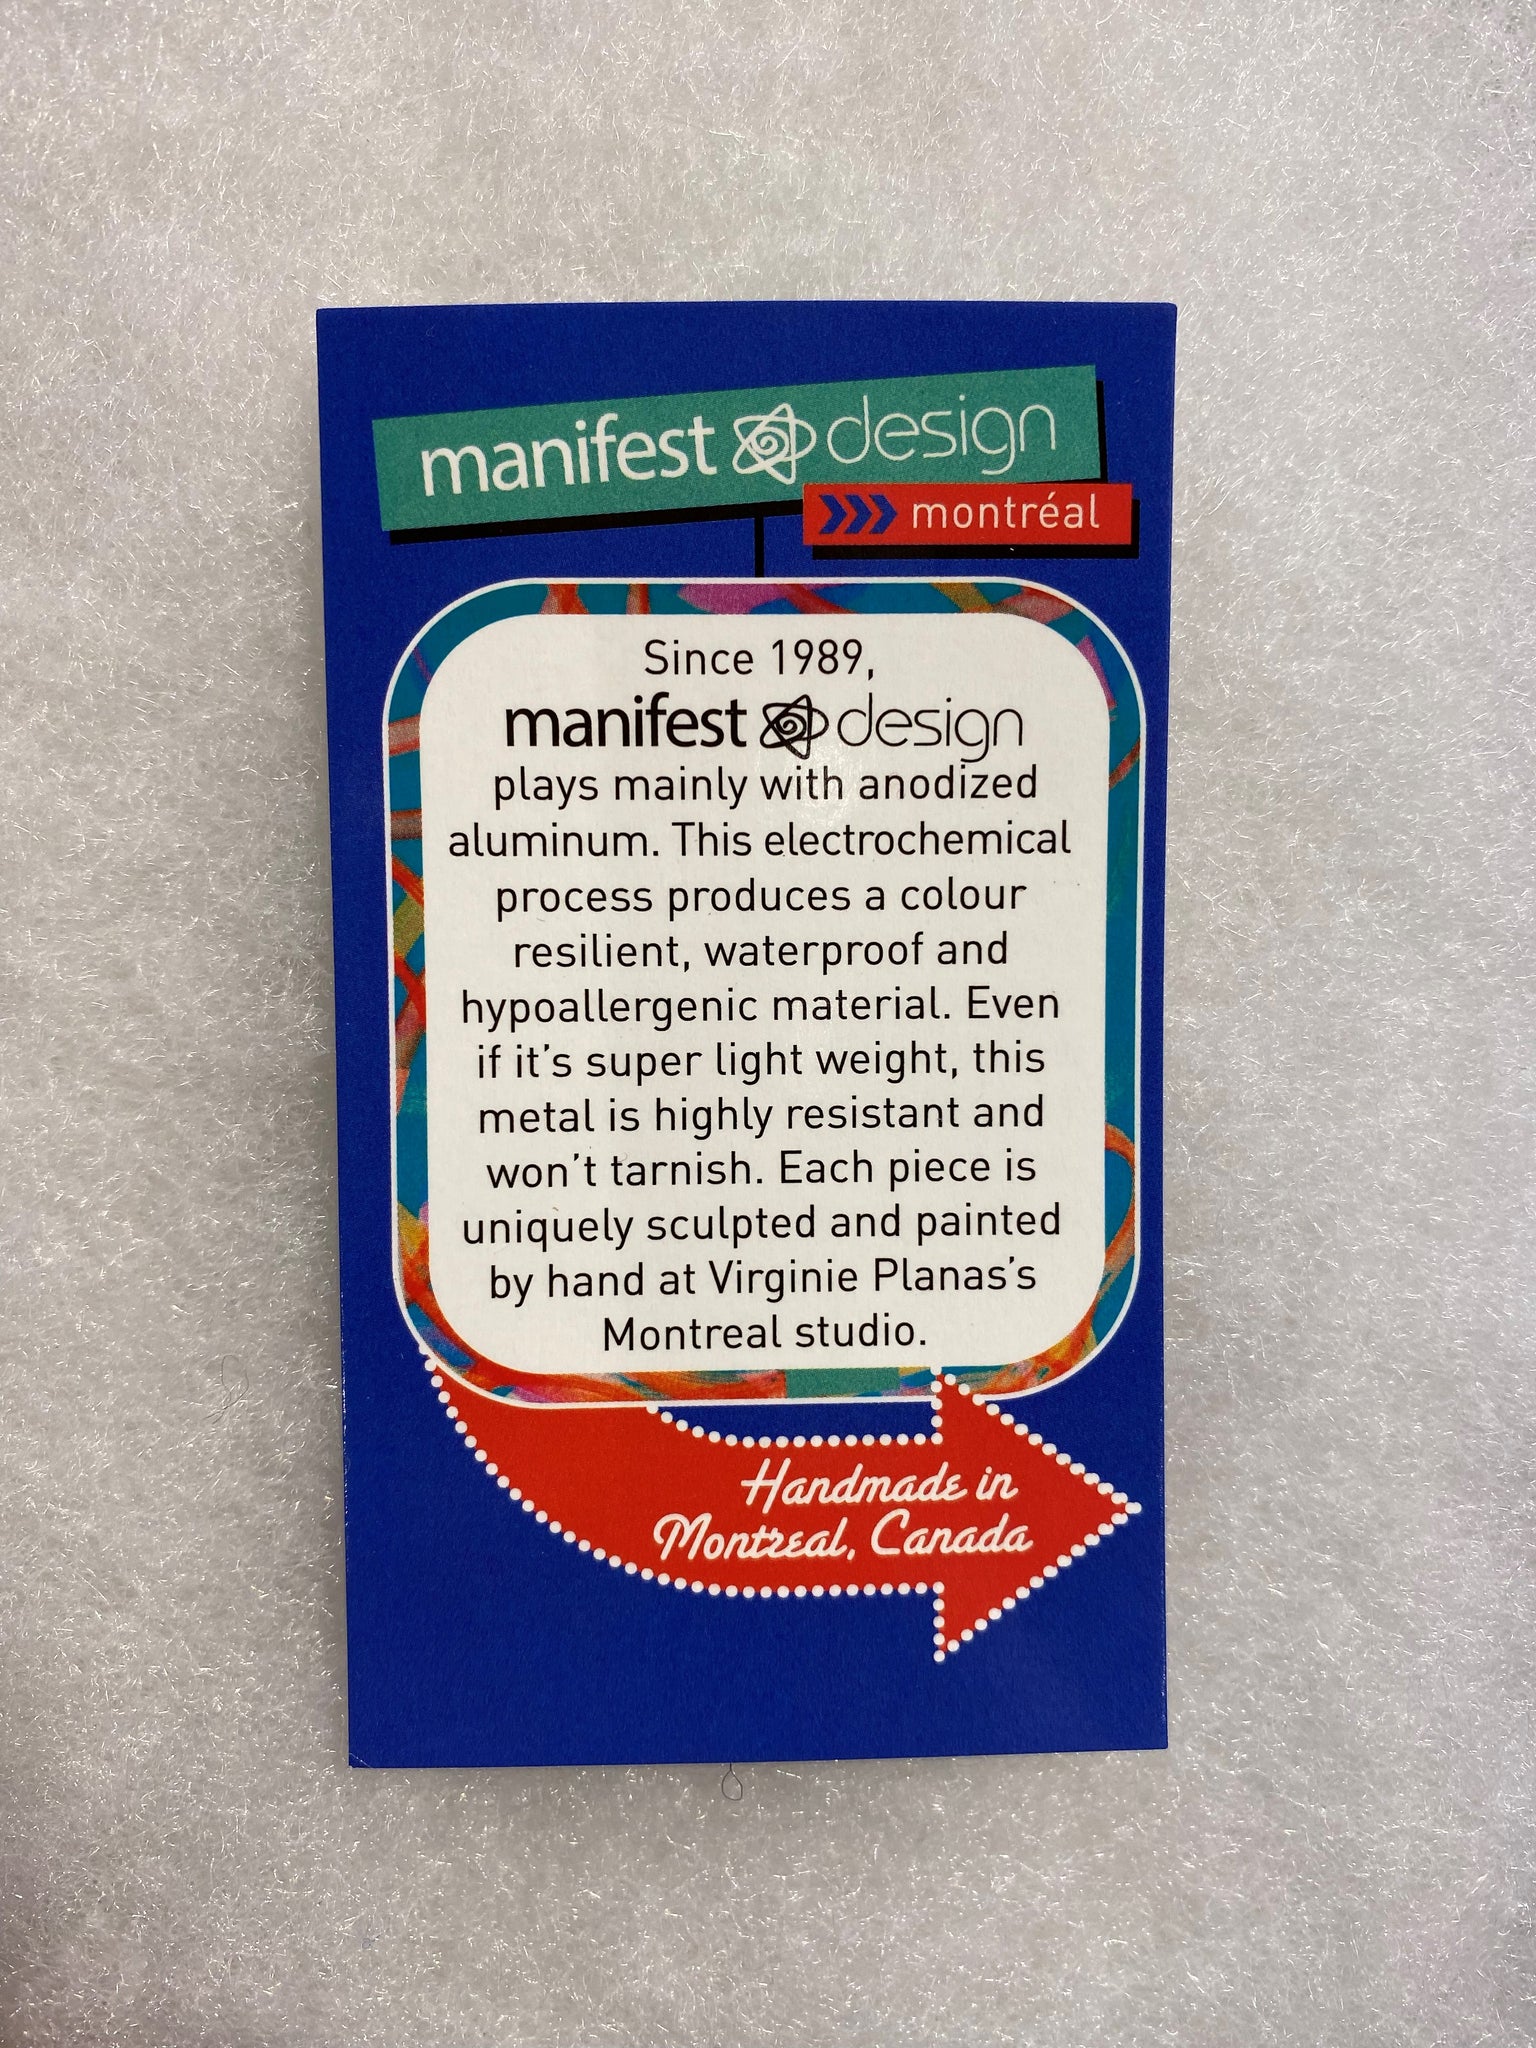 manifest design
montréal
Since 1989,
manifest design
plays mainly with anodized
aluminum. This electrochemical
process produces a colour
resilient, waterproof and
hypoallergenic material. Even
if it's super light weight, this
metal is highly resistant and
won't tarnish. Each piece is
uniquely sculpted and painted
by hand at Virginie Planas's
Montreal studio.
Handmade in
Montreal, Canada